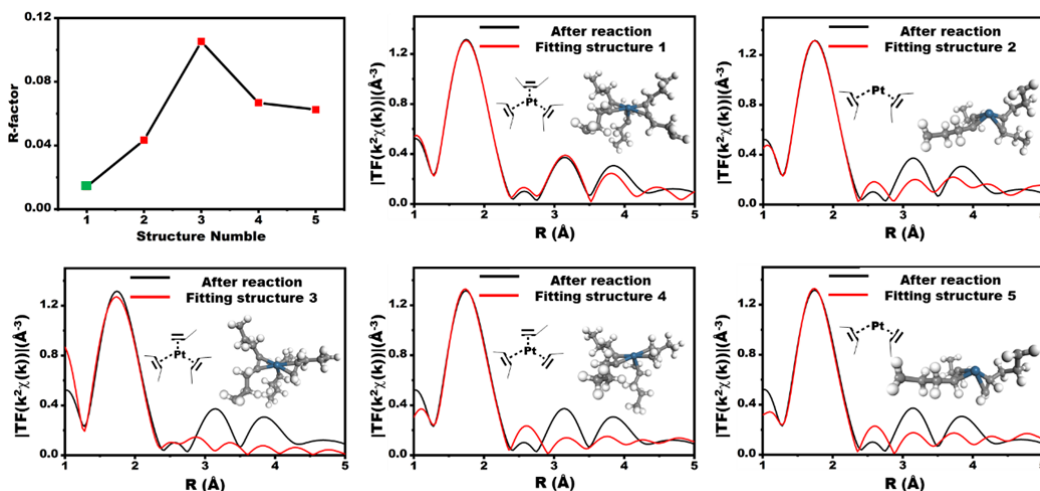 0.12
0.08
0.04
0.00
R-factor
1 2 3 4 5
Structure Numble
After reaction
Fitting structure 1
Pt
1.2
0.8
0.4
0.0
|TF(k²χ(k))|(Å⁻³)
1 2 3 4 5
R (Å)
After reaction
Fitting structure 2
Pt
1.2
0.8
0.4
0.0
|TF(k²χ(k))|(Å⁻³)
1 2 3 4 5
R (Å)
After reaction
Fitting structure 3
Pt
1.2
0.8
0.4
0.0
|TF(k²χ(k))|(Å⁻³)
1 2 3 4 5
R (Å)
After reaction
Fitting structure 4
Pt
1.2
0.8
0.4
0.0
|TF(k²χ(k))|(Å⁻³)
1 2 3 4 5
R (Å)
After reaction
Fitting structure 5
Pt
1.2
0.8
0.4
0.0
|TF(k²χ(k))|(Å⁻³)
1 2 3 4 5
R (Å)